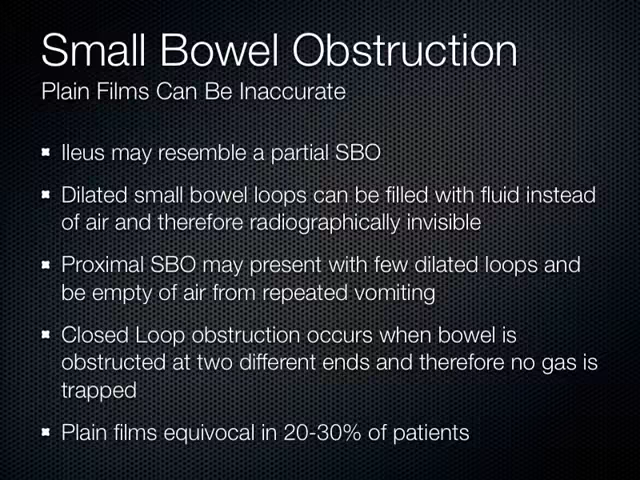 Small Bowel Obstruction
Plain Films Can Be Inaccurate
Ileus may resemble a partial SBO
Dilated small bowel loops can be filled with fluid instead
of air and therefore radiographically invisible
Proximal SBO may present with few dilated loops and
be empty of air from repeated vomiting
Closed Loop obstruction occurs when bowel is
obstructed at two different ends and therefore no gas is
trapped
Plain films equivocal in 20-30% of patients